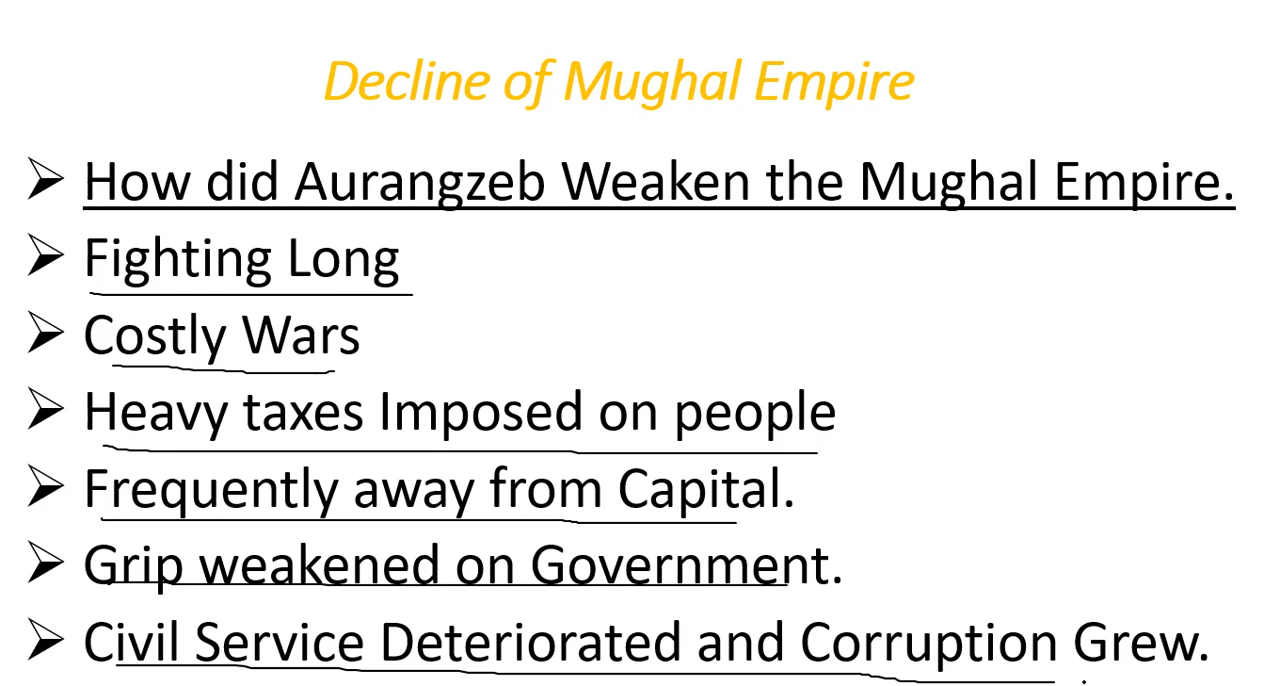 Decline of Mughal Empire
➢ How did Aurangzeb Weaken the Mughal Empire.
➢ Fighting Long
➢ Costly Wars
➢ Heavy taxes Imposed on people
➢ Frequently away from Capital.
➢ Grip weakened on Government.
➢ Civil Service Deteriorated and Corruption Grew.